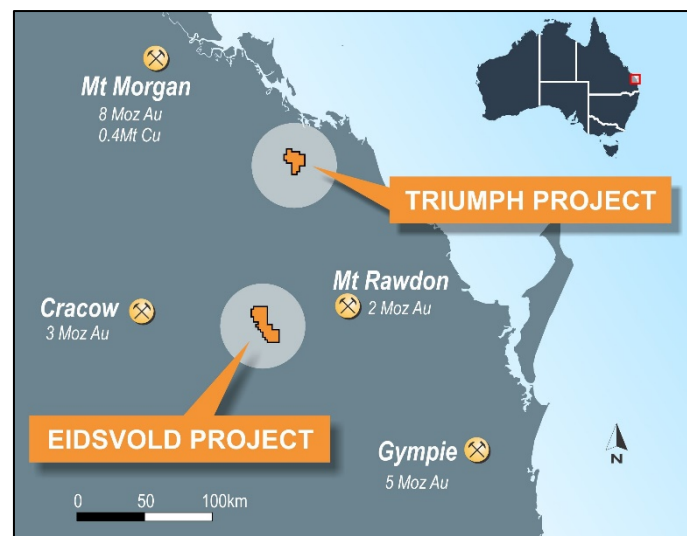 Mt Morgan
8 Moz Au
0.4Mt Cu
TRIUMPH PROJECT
Mt Rawdon
2 Moz Au
Cracow
3 Moz Au
EIDSVOLD PROJECT
Gympie
5 Moz Au
N
0 50 100km